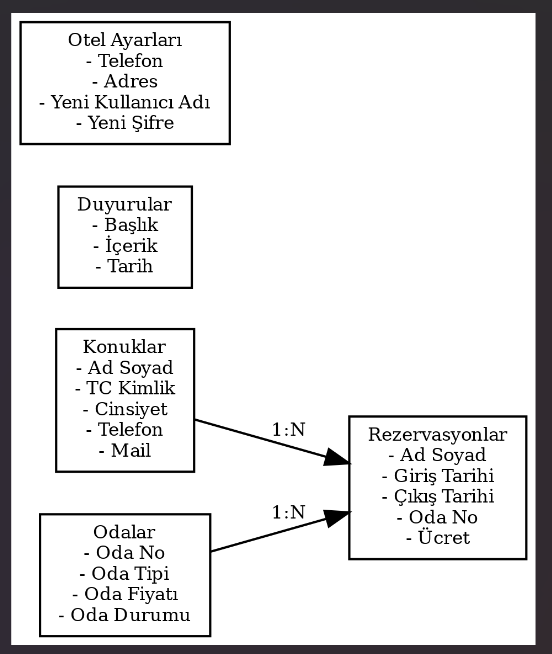 Otel Ayarları
- Telefon
- Adres
- Yeni Kullanıcı Adı
- Yeni Şifre
Duyurular
- Başlık
- İçerik
- Tarih
Konuklar
- Ad Soyad
- TC Kimlik
- Cinsiyet
- Telefon
- Mail
1:N
Odalar
- Oda No
- Oda Tipi
- Oda Fiyatı
- Oda Durumu
1:N
Rezervasyonlar
- Ad Soyad
- Giriş Tarihi
- Çıkış Tarihi
- Oda No
- Ücret